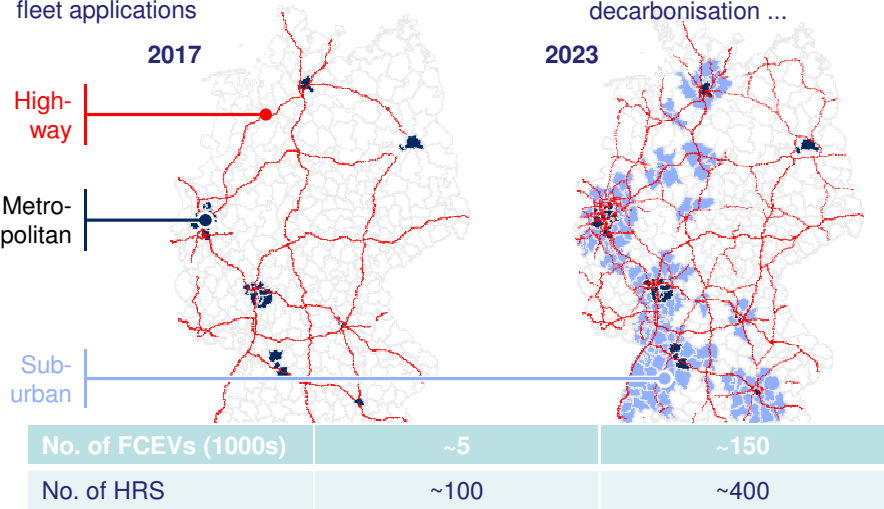 fleet applications
decarbonisation ...
2017
2023
High-
way
Metro-
politan
Sub-
urban
No. of FCEVs (1000s) ~5 ~150
No. of HRS ~100 ~400